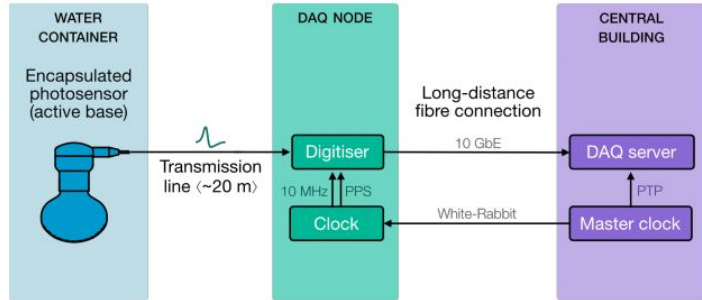 WATER
CONTAINER
Encapsulated
photosensor
(active base)
Transmission
line (~20 m)
DAQ NODE
Digitiser
10 MHz
PPS
Clock
Long-distance
fibre connection
10 GbE
White-Rabbit
CENTRAL
BUILDING
DAQ server
PTP
Master clock